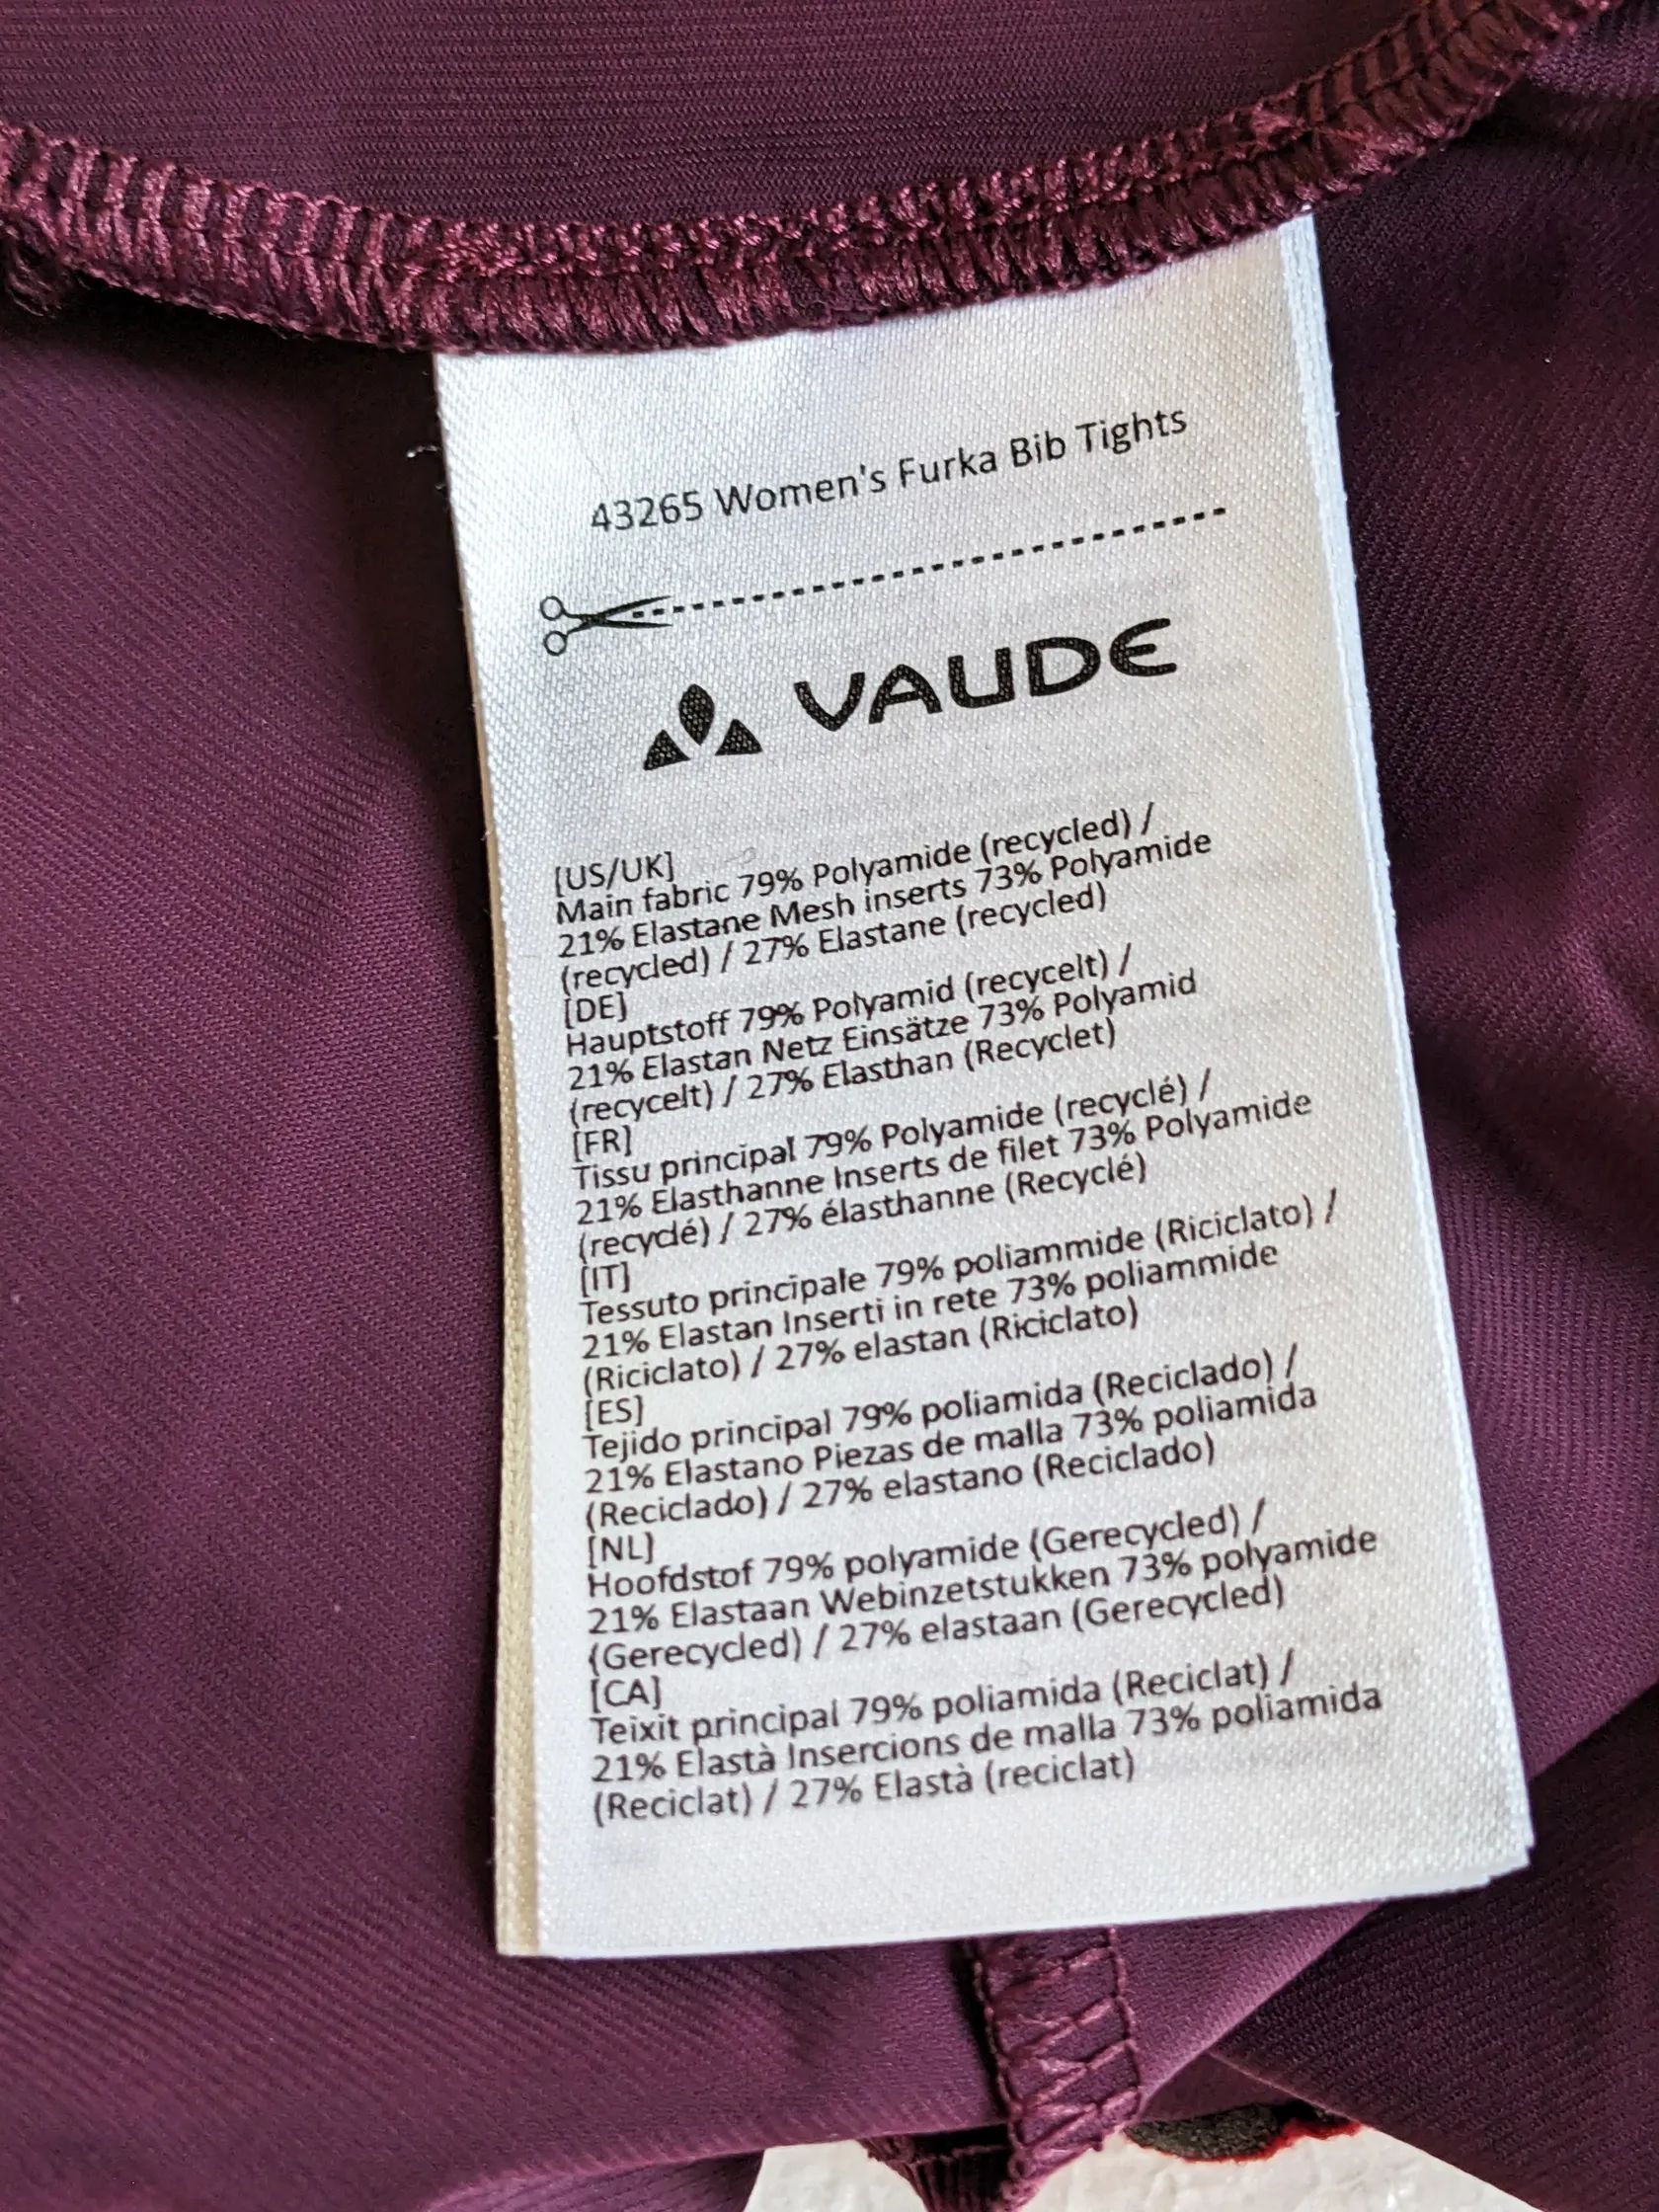 43265 Women's Furka Bib Tights
VAUDE
[US/UK]
Main fabric 79% Polyamide (recycled) /
21% Elastane Mesh inserts 73% Polyamide
(recycled) / 27% Elastane (recycled)
[DE]
Hauptstoff 79% Polyamid (recycelt) /
21% Elastan Netz Einsätze 73% Polyamid
(recycelt) / 27% Elasthan (Recyclet)
[FR]
Tissu principal 79% Polyamide (recyclé) /
21% Elasthanne Inserts de filet 73% Polyamide
(recyclé) / 27% élasthanne (Recyclé)
[IT]
Tessuto principale 79% poliammide (Riciclato) /
21% Elastan Inserti in rete 73% poliammide
(Riciclato) / 27% elastan (Riciclato)
[ES]
Tejido principal 79% poliamida (Reciclado) /
21% Elastano Piezas de malla 73% poliamida
(Reciclado) / 27% elastano (Reciclado)
[NL]
Hoofdstof 79% polyamide (Gerecycled) /
21% Elastaan Webinzetstukken 73% polyamide
(Gerecycled) / 27% elastaan (Gerecycled)
[CA]
Teixit principal 79% poliamida (Reciclat) /
21% Elastà Insercions de malla 73% poliamida
(Reciclat) / 27% Elastà (reciclat)